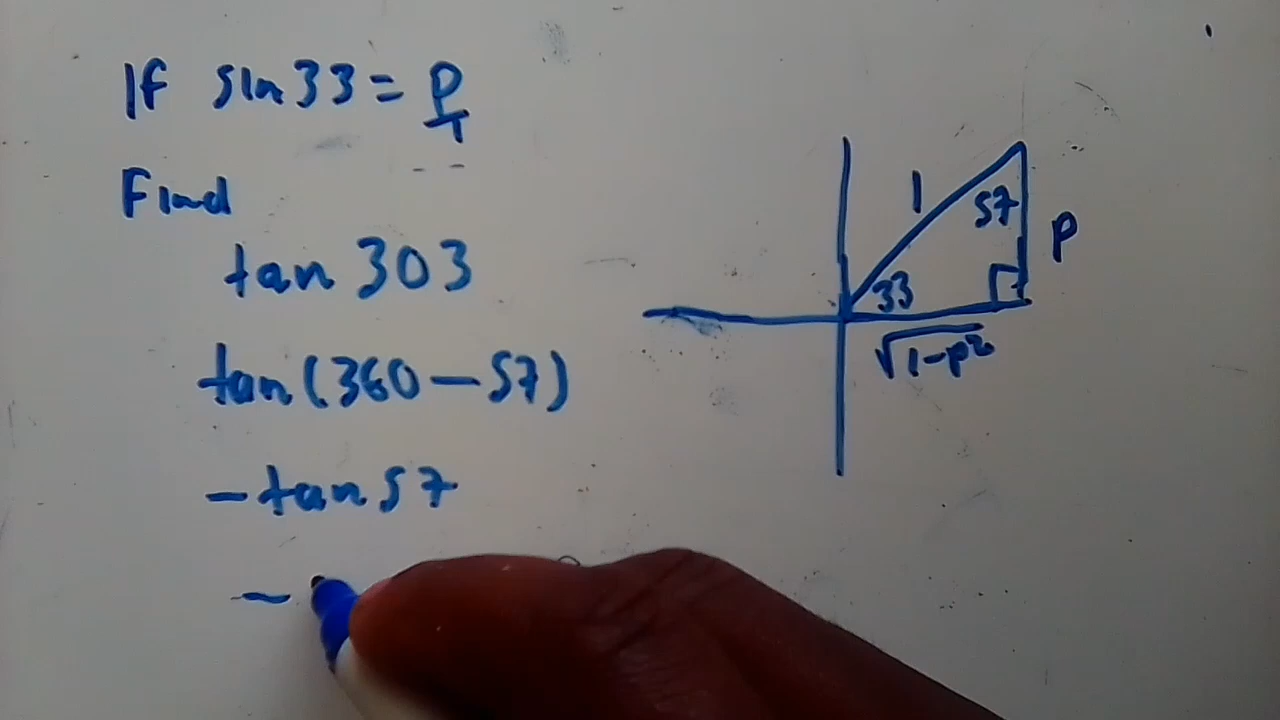 If sin33 = p/1
Find
tan 303
tan(360-57)
-tan57
-
1
57
p
33
√1-p²